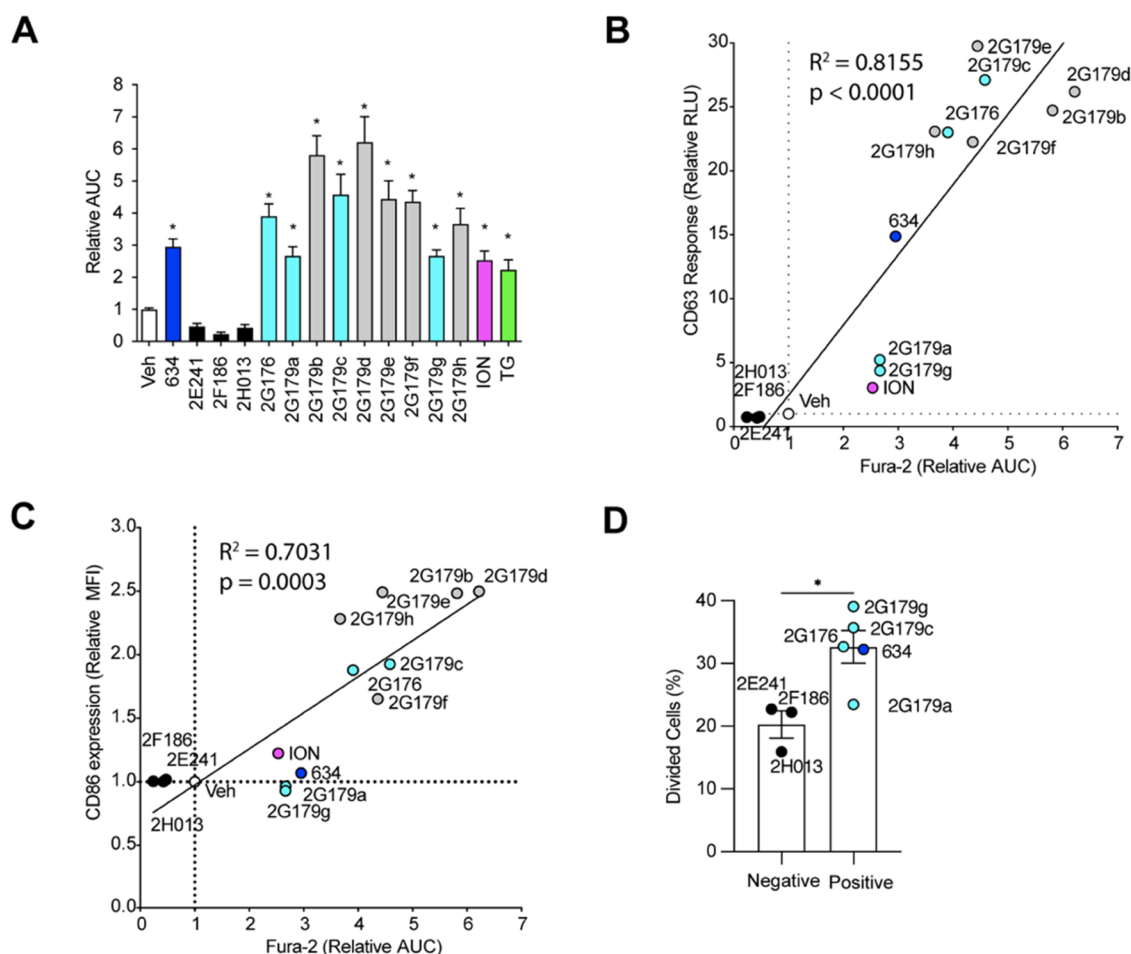 A
8
7
6
5
4
3
2
1
0
Relative AUC
*
*
*
*
*
*
*
*
*
*
*
*
Veh
634
2E241
2F186
2H013
2G176
2G179a
2G179b
2G179c
2G179d
2G179e
2G179f
2G179g
2G179h
ION
TG
B
R² = 0.8155
p < 0.0001
30
25
20
15
10
5
0
CD63 Response (Relative RLU)
2G179e
2G179c
2G179d
2G176
2G179b
2G179h
2G179f
634
2G179a
2G179g
ION
2H013
2F186
Veh
2E241
0 1 2 3 4 5 6 7
Fura-2 (Relative AUC)
C
R² = 0.7031
p = 0.0003
3.0
2.5
2.0
1.5
1.0
0.5
0.0
CD86 expression (Relative MFI)
2G179b
2G179d
2G179e
2G179h
2G179c
2G176
2G179f
2F186
2E241
ION
634
Veh
2G179a
2G179g
2H013
0 1 2 3 4 5 6 7
Fura-2 (Relative AUC)
D
*
40
30
20
10
0
Divided Cells (%)
2G179g
2G179c
2G176
634
2E241
2F186
2G179a
2H013
Negative Positive